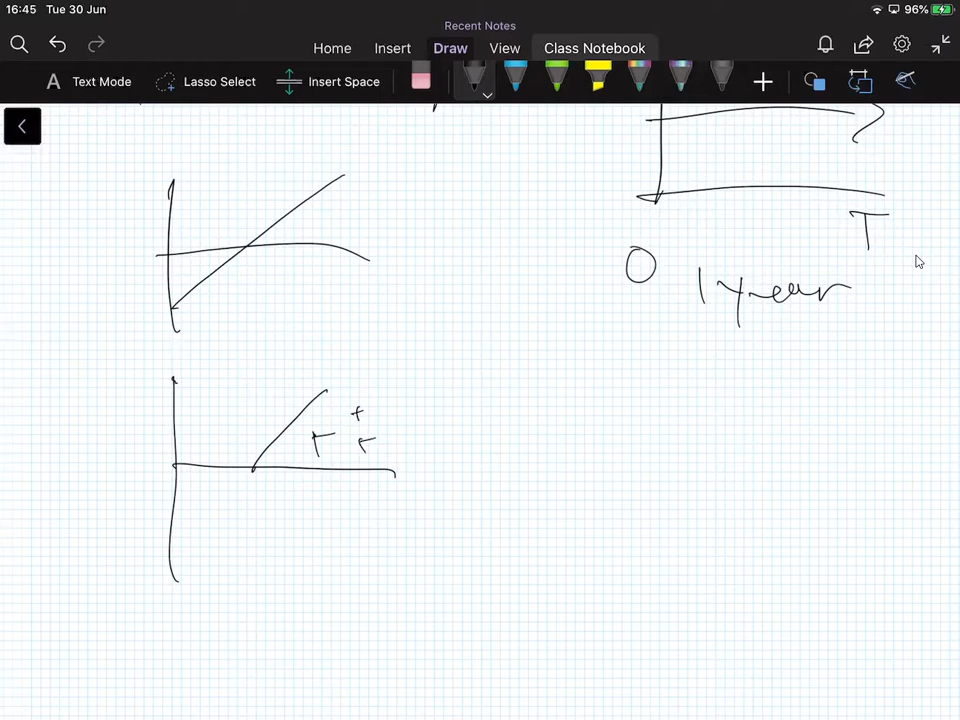 16:45 Tue 30 Jun 96%
Recent Notes
Home Insert Draw View Class Notebook
A Text Mode Lasso Select Insert Space
T
0 1 year
+
+ +